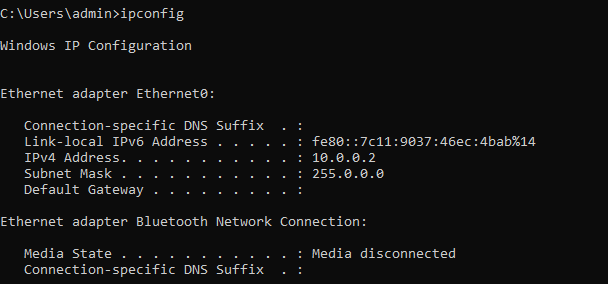 C:\Users\admin>ipconfig
Windows IP Configuration
Ethernet adapter Ethernet0:
Connection-specific DNS Suffix  . :
Link-local IPv6 Address . . . . . : fe80::7c11:9037:46ec:4bab%14
IPv4 Address. . . . . . . . . . . : 10.0.0.2
Subnet Mask . . . . . . . . . . . : 255.0.0.0
Default Gateway . . . . . . . . . :
Ethernet adapter Bluetooth Network Connection:
Media State . . . . . . . . . . . : Media disconnected
Connection-specific DNS Suffix  . :